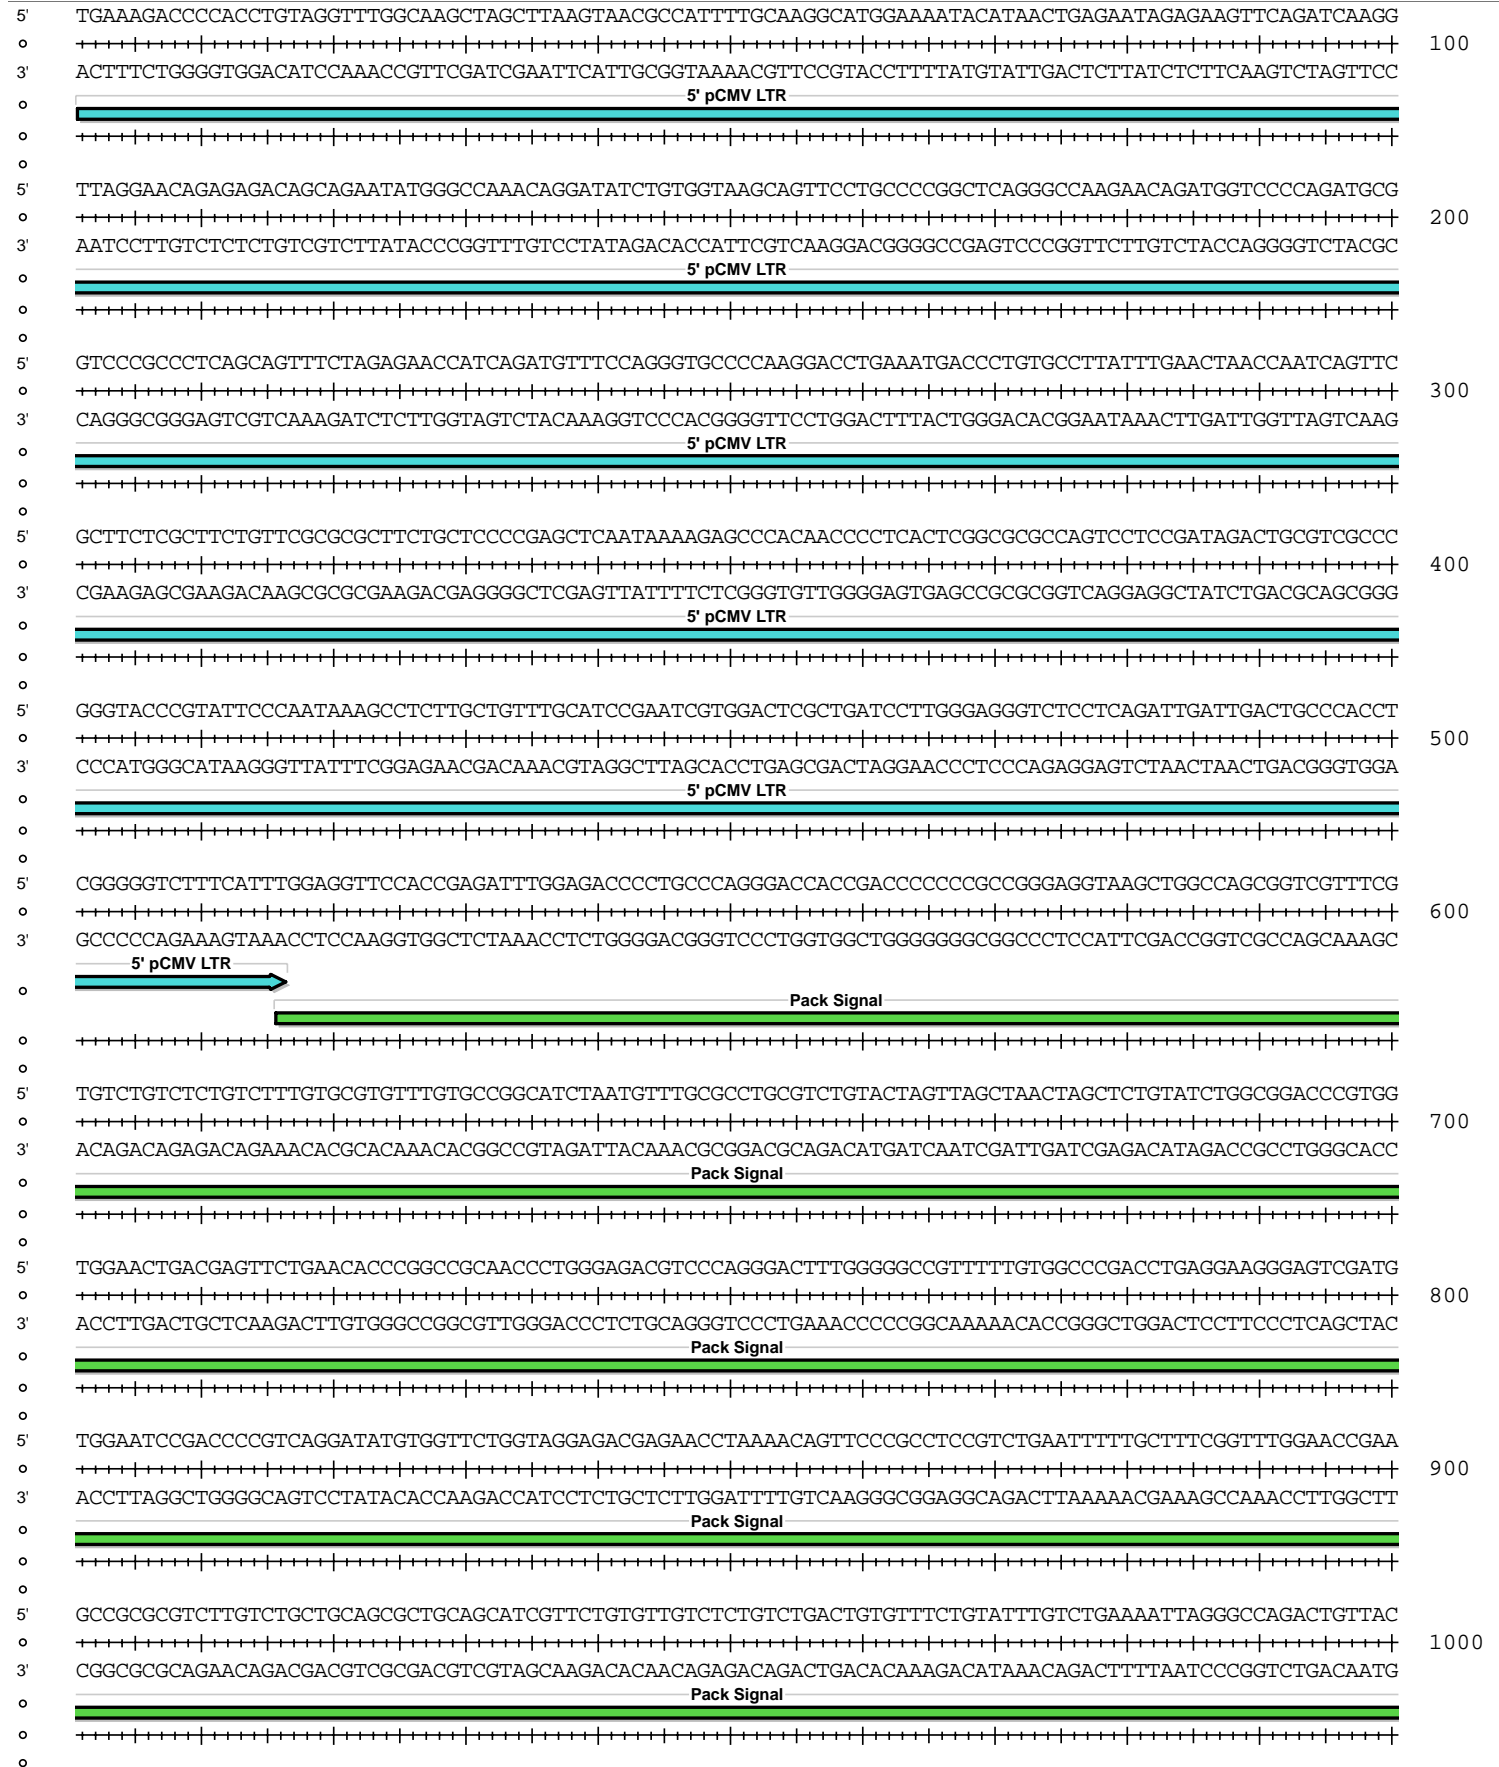 5' TGAAAGACCCCACCTGTAGGTTTGGCAAGCTAGCTTAAGTAACGCCATTTTGCAAGGCATGGAAAATACATAACTGAGAATAGAGAAGTTCAGATCAAGG
100
3' ACTTTCTGGGGTGGACATCCAAACCGTTCGATCGAATTCATTGCGGTAAAACGTTCCGTACCTTTTATGTATTGACTCTTATCTCTTCAAGTCTAGTTCC
5' pCMV LTR
5' TTAGGAACAGAGAGACAGCAGAATATGGGCCAAACAGGATATCTGTGGTAAGCAGTTCCTGCCCCGGCTCAGGGCCAAGAACAGATGGTCCCCAGATGCG
200
3' AATCCTTGTCTCTCTGTCGTCTTATACCCGGTTTGTCCTATAGACACCATTCGTCAAGGACGGGGCCGAGTCCCGGTTCTTGTCTACCAGGGGTCTACGC
5' pCMV LTR
5' GTCCCGCCCTCAGCAGTTTCTAGAGAACCATCAGATGTTTCCAGGGTGCCCCAAGGACCTGAAATGACCCTGTGCCTTATTTGAACTAACCAATCAGTTC
300
3' CAGGGCGGGAGTCGTCAAAGATCTCTTGGTAGTCTACAAAGGTCCCACGGGGTTCCTGGACTTTACTGGGACACGGAATAAACTTGATTGGTTAGTCAAG
5' pCMV LTR
5' GCTTCTCGCTTCTGTTCGCGCGCTTCTGCTCCCCGAGCTCAATAAAAGAGCCCACAACCCCTCACTCGGCGCGCCAGTCCTCCGATAGACTGCGTCGCCC
400
3' CGAAGAGCGAAGACAAGCGCGCGAAGACGAGGGGCTCGAGTTATTTTCTCGGGTGTTGGGGAGTGAGCCGCGCGGTCAGGAGGCTATCTGACGCAGCGGG
5' pCMV LTR
5' GGGTACCCGTATTCCCAATAAAGCCTCTTGCTGTTTGCATCCGAATCGTGGACTCGCTGATCCTTGGGAGGGTCTCCTCAGATTGATTGACTGCCCACCT
500
3' CCCATGGGCATAAGGGTTATTTCGGAGAACGACAAACGTAGGCTTAGCACCTGAGCGACTAGGAACCCTCCCAGAGGAGTCTAACTAACTGACGGGTGGA
5' pCMV LTR
5' CGGGGGTCTTTCATTTGGAGGTTCCACCGAGATTTGGAGACCCCTGCCCAGGGACCACCGACCCCCCCGCCGGGAGGTAAGCTGGCCAGCGGTCGTTTCG
600
3' GCCCCCAGAAAGTAAACCTCCAAGGTGGCTCTAAACCTCTGGGGACGGGTCCCTGGTGGCTGGGGGGGCGGCCCTCCATTCGACCGGTCGCCAGCAAAGC
5' pCMV LTR
Pack Signal
5' TGTCTGTCTCTGTCTTTGTGCGTGTTTGTGCCGGCATCTAATGTTTGCGCCTGCGTCTGTACTAGTTAGCTAACTAGCTCTGTATCTGGCGGACCCGTGG
700
3' ACAGACAGAGACAGAAACACGCACAAACACGGCCGTAGATTACAAACGCGGACGCAGACATGATCAATCGATTGATCGAGACATAGACCGCCTGGGCACC
Pack Signal
5' TGGAACTGACGAGTTCTGAACACCCGGCCGCAACCCTGGGAGACGTCCCAGGGACTTTGGGGGCCGTTTTTGTGGCCCGACCTGAGGAAGGGAGTCGATG
800
3' ACCTTGACTGCTCAAGACTTGTGGGCCGGCGTTGGGACCCTCTGCAGGGTCCCTGAAACCCCCGGCAAAAACACCGGGCTGGACTCCTTCCCTCAGCTAC
Pack Signal
5' TGGAATCCGACCCCGTCAGGATATGTGGTTCTGGTAGGAGACGAGAACCTAAAACAGTTCCCGCCTCCGTCTGAATTTTTGCTTTCGGTTTGGAACCGAA
900
3' ACCTTAGGCTGGGGCAGTCCTATACACCAAGACCATCCTCTGCTCTTGGATTTTGTCAAGGGCGGAGGCAGACTTAAAAACGAAAGCCAAACCTTGGCTT
Pack Signal
5' GCCGCGCGTCTTGTCTGCTGCAGCGCTGCAGCATCGTTCTGTGTTGTCTCTGTCTGACTGTGTTTCTGTATTTGTCTGAAAATTAGGGCCAGACTGTTAC
1000
3' CGGCGCGCAGAACAGACGACGTCGCGACGTCGTAGCAAGACACAACAGAGACAGACTGACACAAAGACATAAACAGACTTTTAATCCCGGTCTGACAATG
Pack Signal